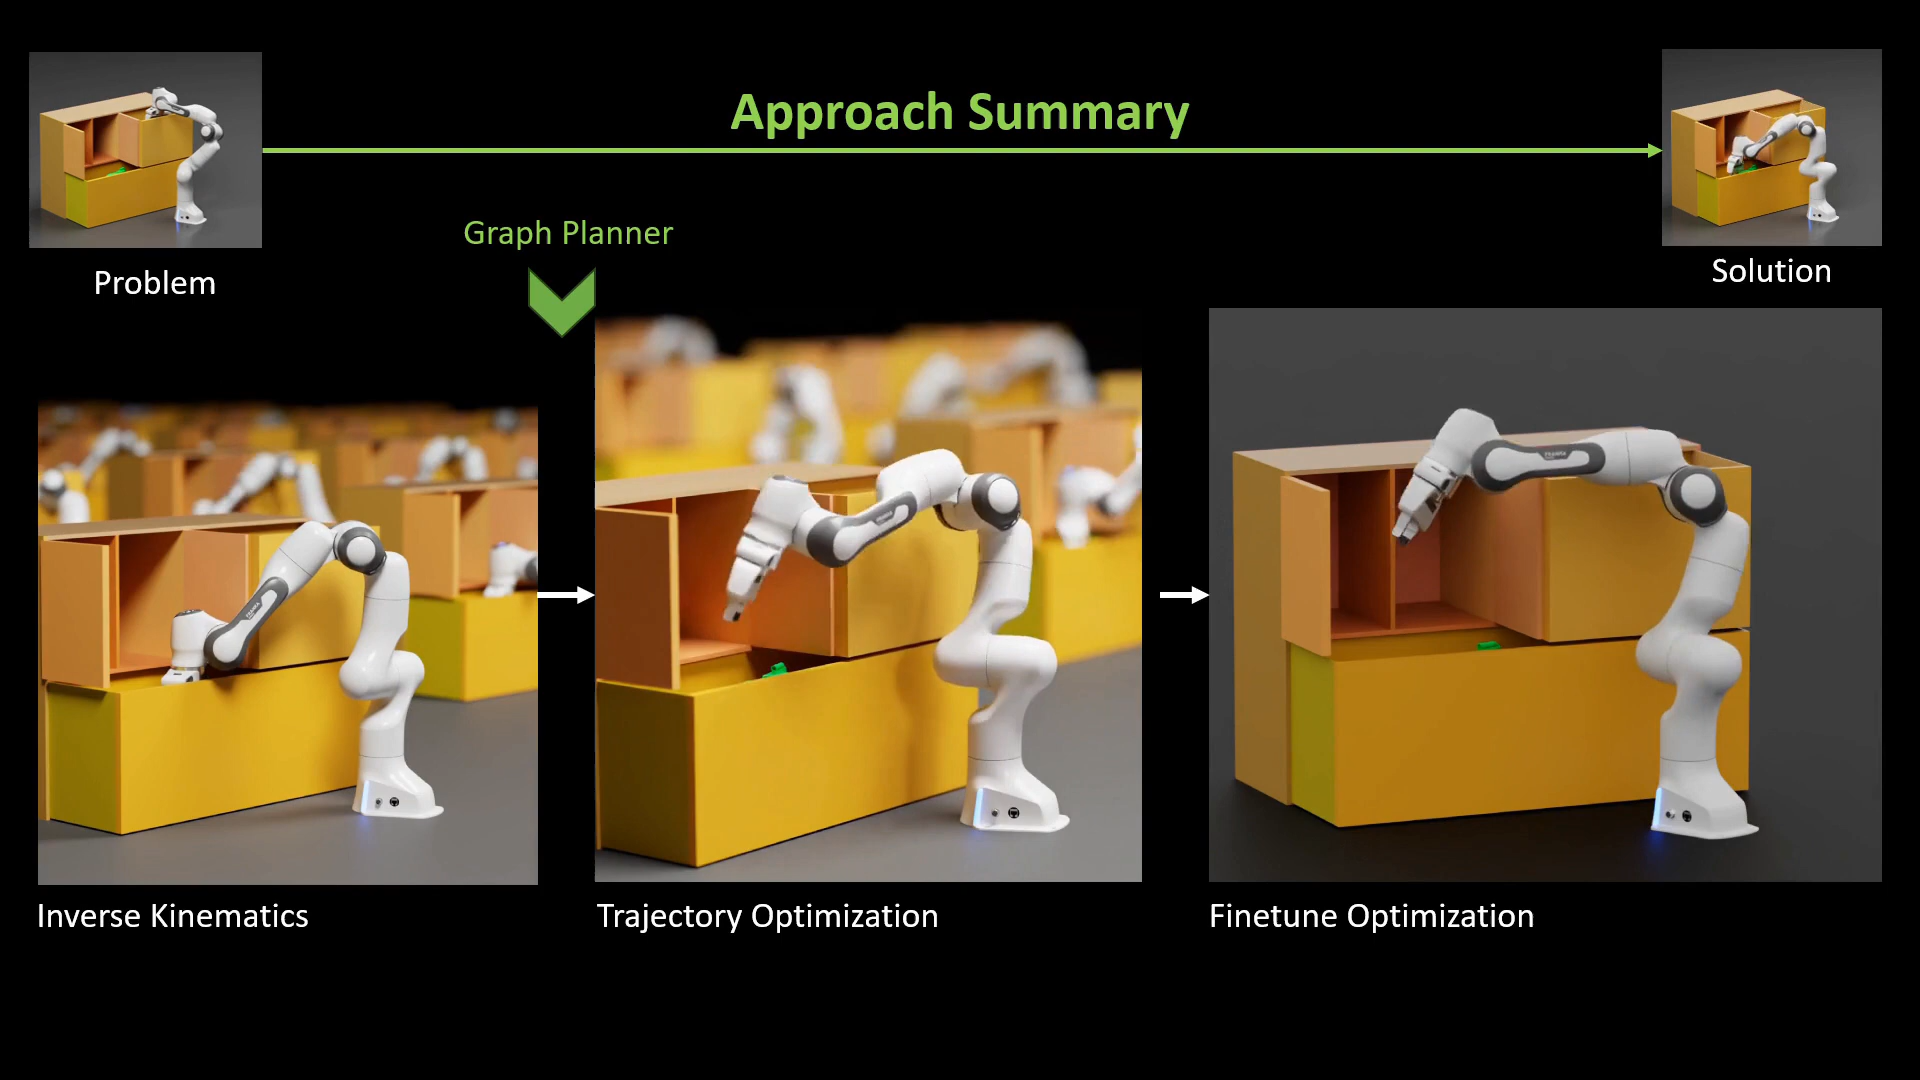 Approach Summary
Problem
Solution
Graph Planner
Inverse Kinematics
Trajectory Optimization
Finetune Optimization